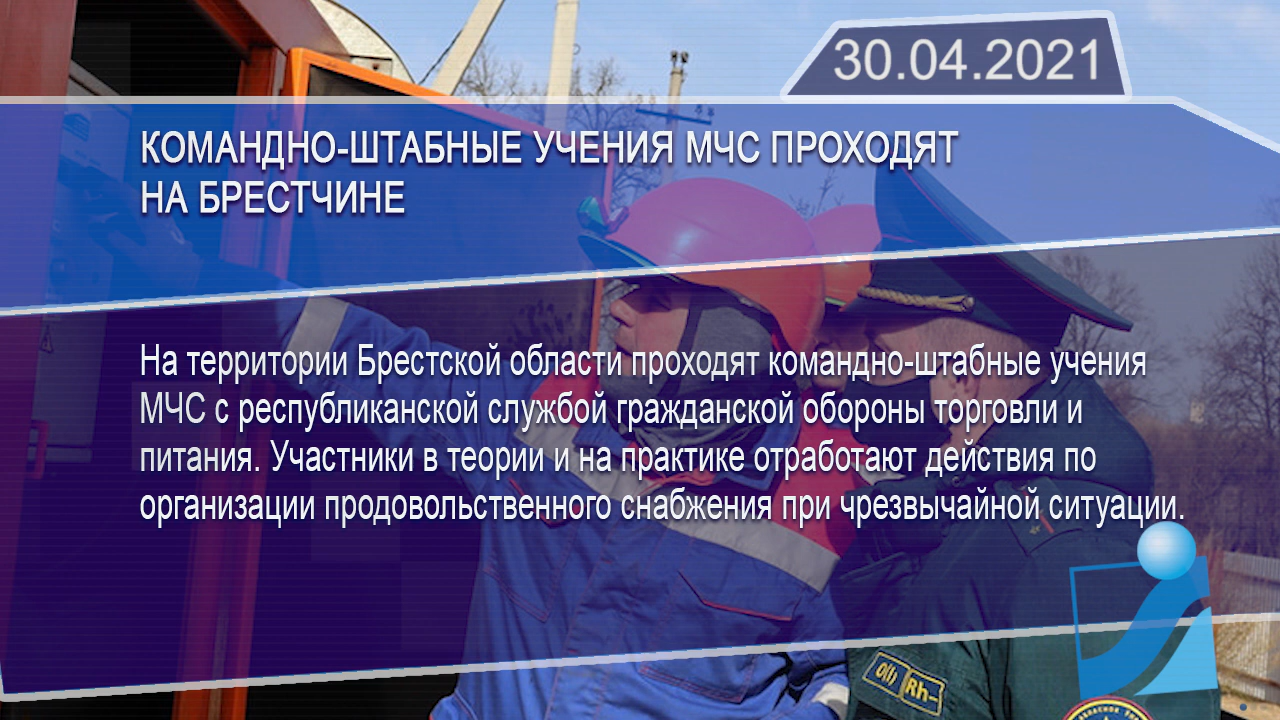 30.04.2021
КОМАНДНО-ШТАБНЫЕ УЧЕНИЯ МЧС ПРОХОДЯТ
НА БРЕСТЧИНЕ
На территории Брестской области проходят командно-штабные учения
МЧС с республиканской службой гражданской обороны торговли и
питания. Участники в теории и на практике отработают действия по
организации продовольственного снабжения при чрезвычайной ситуации.
O(I) Rh–